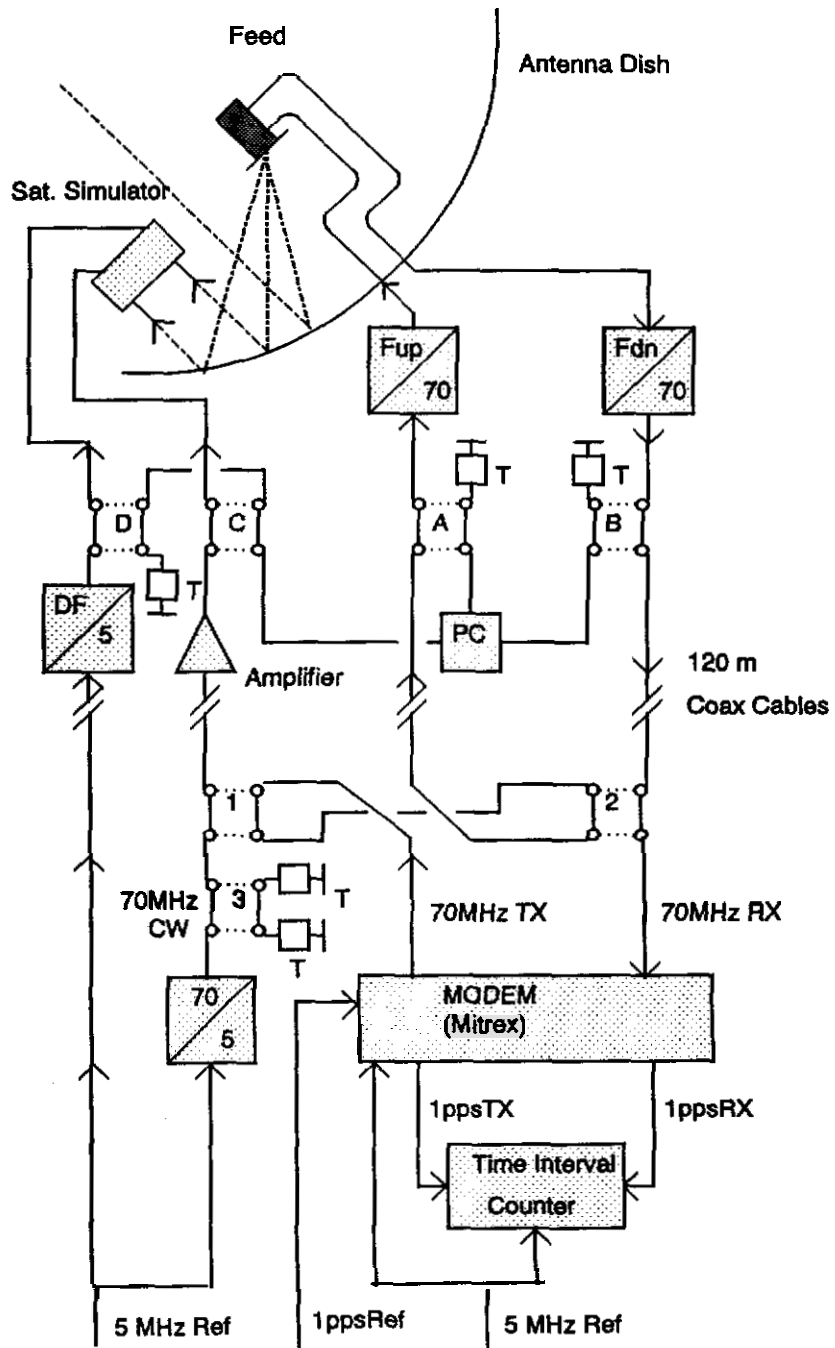 Feed
Antenna Dish
Sat. Simulator
Fup
70
Fdn
70
T
T
D
C
A
B
T
DF
5
PC
Amplifier
120 m
Coax Cables
1
2
70MHz
CW
3
T
T
70MHz TX
70MHz RX
70
5
MODEM
(Mitrex)
1ppsTX
1ppsRX
Time Interval
Counter
5 MHz Ref
1ppsRef
5 MHz Ref